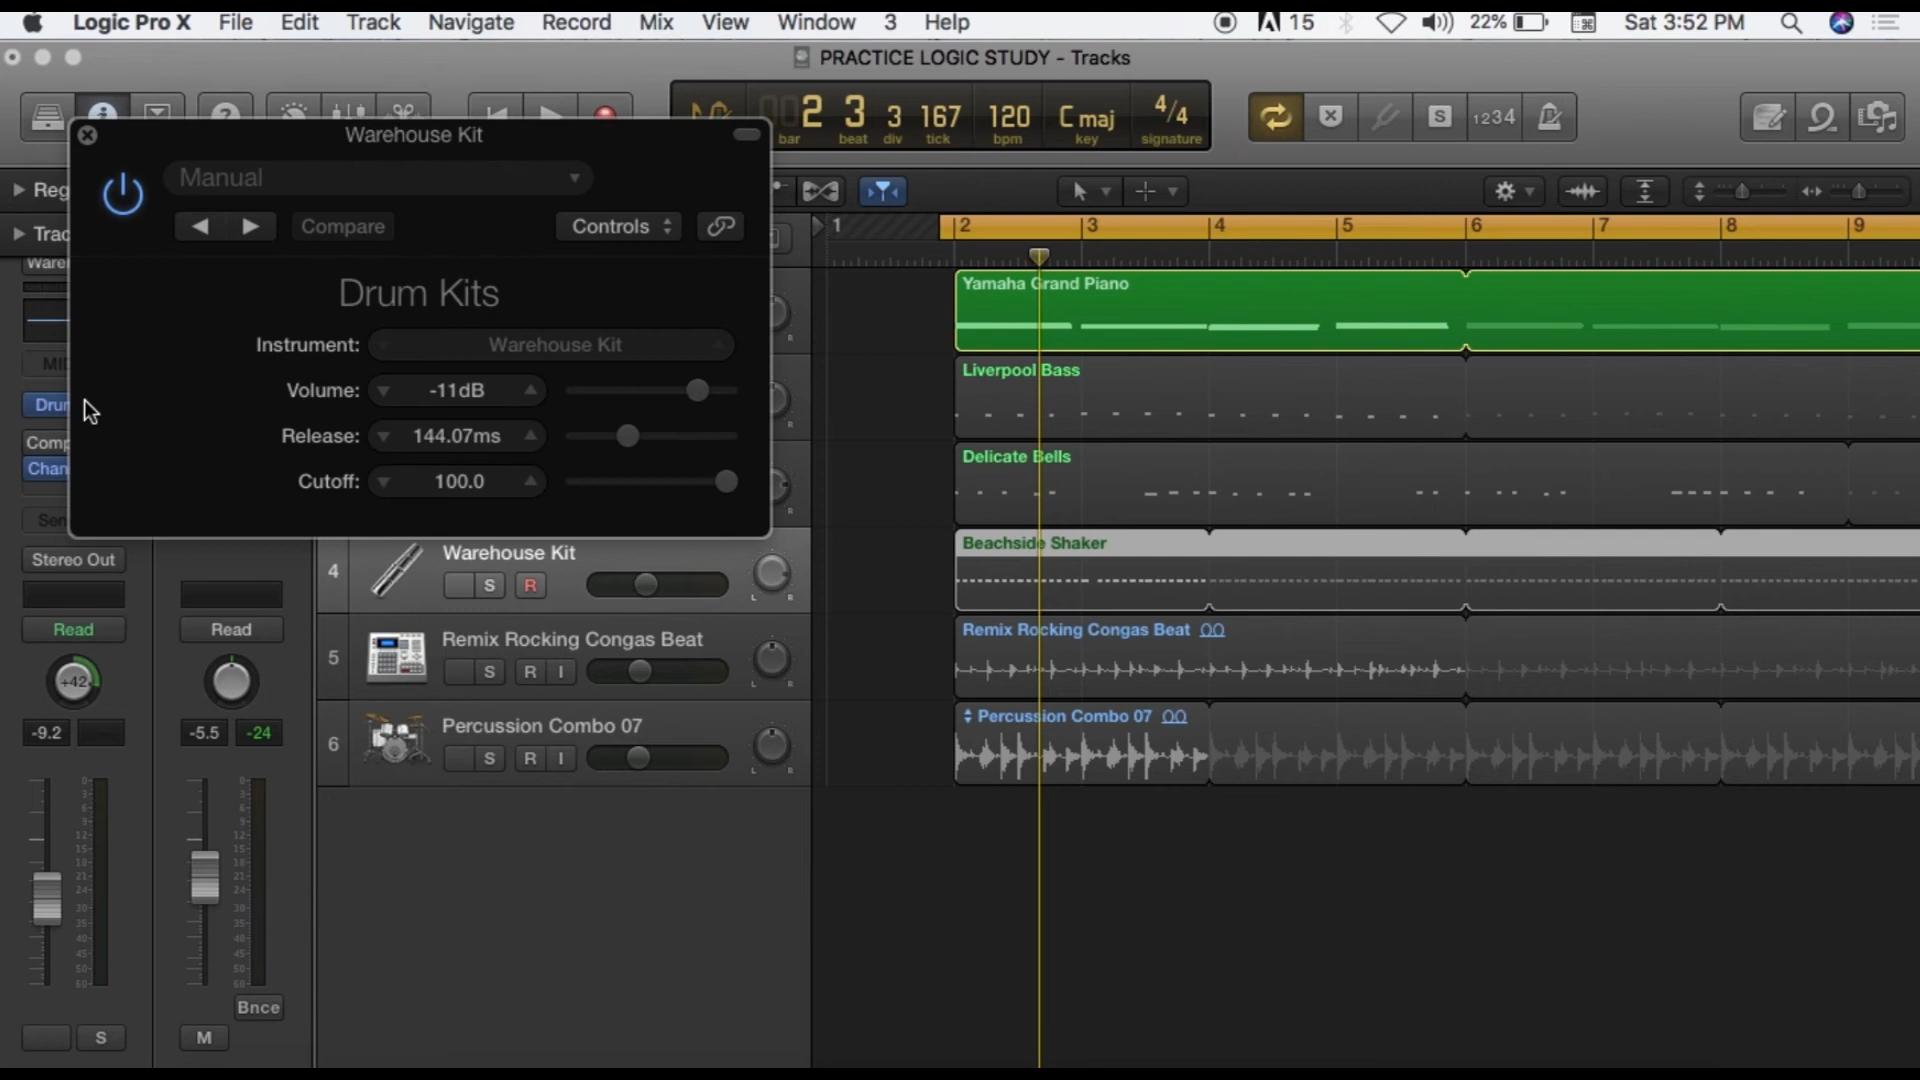 Logic Pro X File Edit Track Navigate Record Mix View Window 3 Help 15 22% Sat 3:52 PM
PRACTICE LOGIC STUDY - Tracks
2 3 3 167 120 C maj 4/4
bar beat div tick bpm key signature
S 1234
Warehouse Kit
Manual
Compare Controls
Drum Kits
Instrument: Warehouse Kit
Volume: -11dB
Release: 144.07ms
Cutoff: 100.0
Reg
Trac
Ware
MID
Drur
Comp
Chan
Sen
Stereo Out
Read Read
+42
-9.2 -5.5 -24
Bnce
S M
1 2 3 4 5 6 7 8 9
Yamaha Grand Piano
Liverpool Bass
Delicate Bells
4 Warehouse Kit
S R
L R
Beachside Shaker
5 Remix Rocking Congas Beat
S R I
L R
Remix Rocking Congas Beat
6 Percussion Combo 07
S R I
L R
Percussion Combo 07